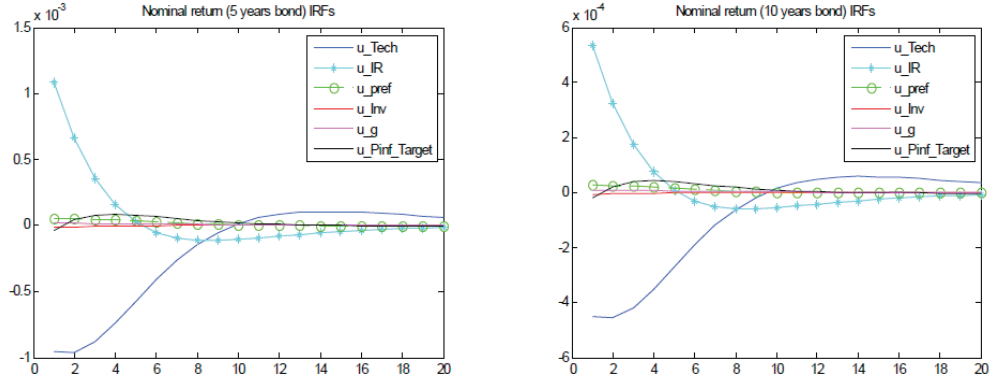 Nominal return (5 years bond) IRFs
x 10⁻³
1.5
1
0.5
0.0
-0.5
-1
0 2 4 6 8 10 12 14 16 18 20
u_Tech
u_IR
u_pref
u_Inv
u_g
u_Pinf_Target
Nominal return (10 years bond) IRFs
x 10⁻⁴
6
4
2
0
-2
-4
-6
0 2 4 6 8 10 12 14 16 18 20
u_Tech
u_IR
u_pref
u_Inv
u_g
u_Pinf_Target